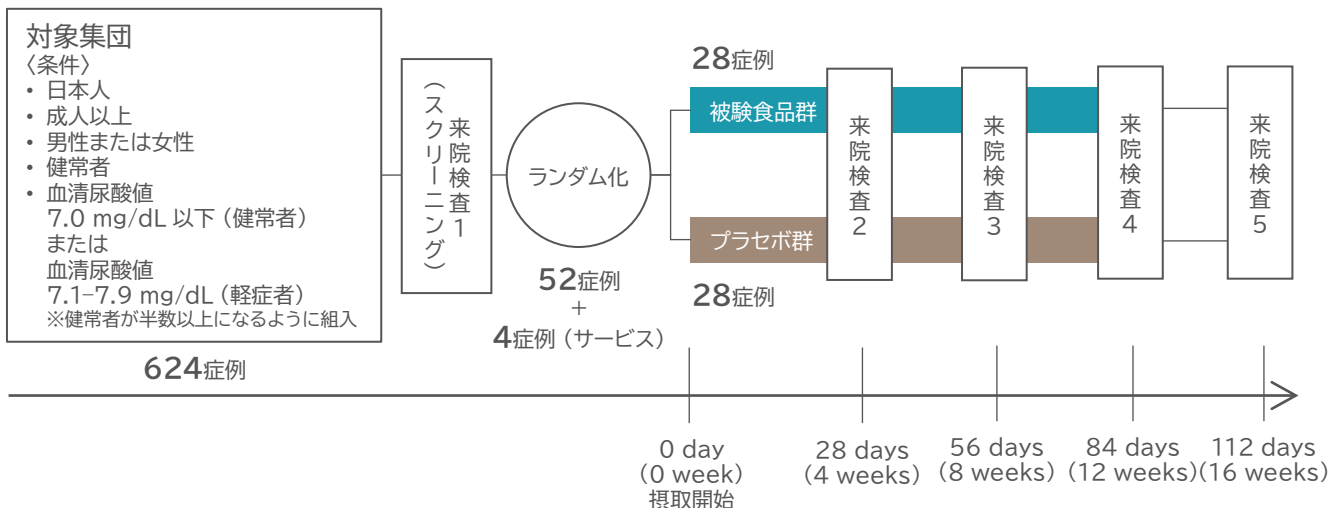 対象集団
〈条件〉
• 日本人
• 成人以上
• 男性または女性
• 健常者
• 血清尿酸値
7.0 mg/dL 以下（健常者）
または
血清尿酸値
7.1–7.9 mg/dL（軽症者）
※健常者が半数以上になるように組入
624症例
来院検査1
（スクリーニング）
ランダム化
52症例
+
4症例（サービス）
28症例
被験食品群
プラセボ群
28症例
来院検査2
来院検査3
来院検査4
来院検査5
0 day
(0 week)
摂取開始
28 days
(4 weeks)
56 days
(8 weeks)
84 days
(12 weeks)
112 days
(16 weeks)